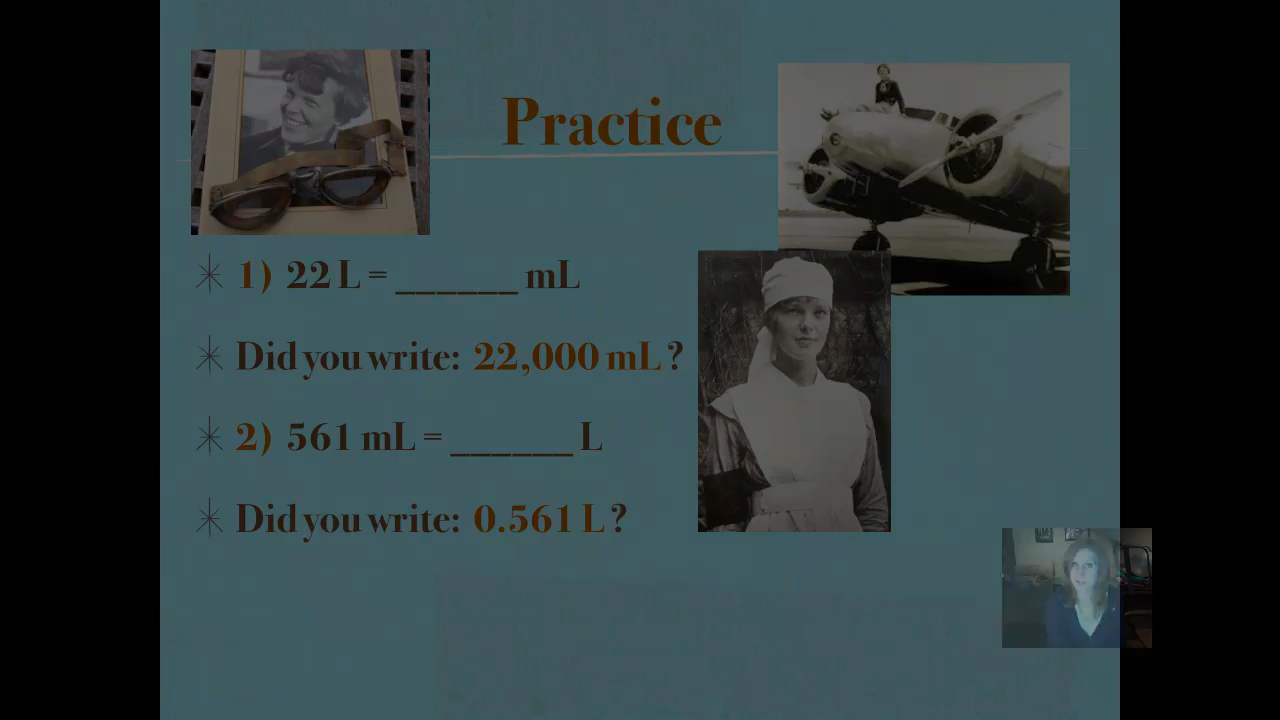 Practice
1) 22 L = ______ mL
Did you write: 22,000 mL?
2) 561 mL = ______ L
Did you write: 0.561 L?